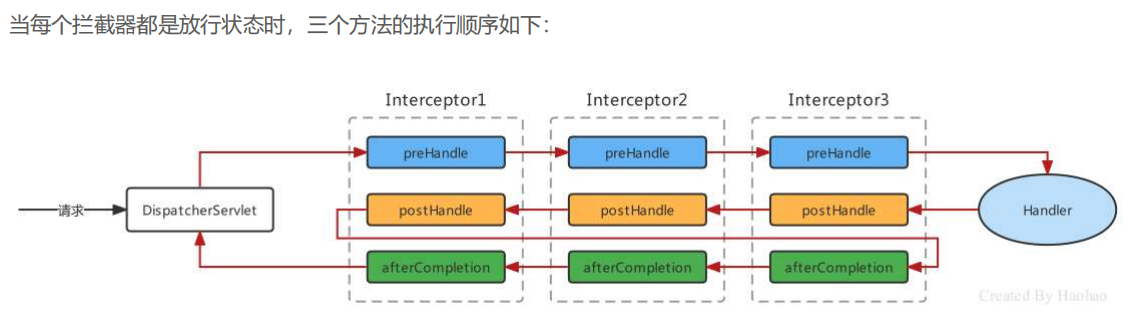 当每个拦截器都是放行状态时，三个方法的执行顺序如下：
Interceptor1 Interceptor2 Interceptor3
preHandle preHandle preHandle
请求 DispatcherServlet postHandle postHandle postHandle Handler
afterCompletion afterCompletion afterCompletion
Created By Haohao